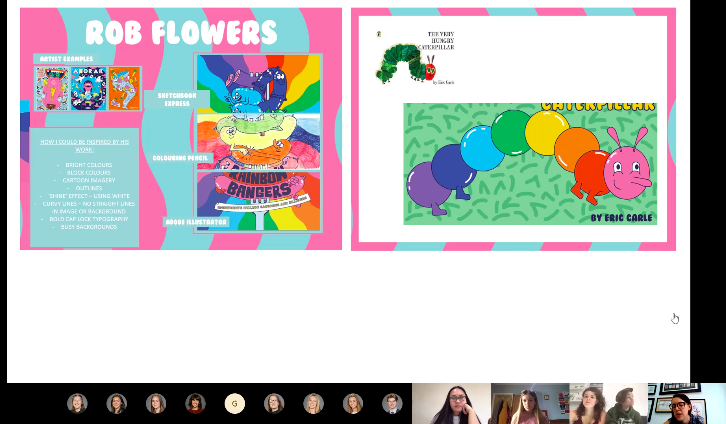 ROB FLOWERS
ARTIST EXAMPLES
ANORAK
SKETCHBOOK
EXPRESS
COLOURING PENCIL
ADOBE ILLUSTRATOR
RAINBOW
BANGERS
HOW I COULD BE INSPIRED BY HIS
WORK:
- BRIGHT COLOURS
- BLOCK COLOURS
- CARTOON IMAGERY
- OUTLINES
- 'SHINE' EFFECT – USING WHITE
- CURVY LINES – NO STRAIGHT LINES
IN IMAGE OR BACKGROUND
- BOLD CAP LOCK TYPOGRAPHY
- BUSY BACKGROUNDS
THE VERY
HUNGRY
CATERPILLAR
by Eric Carle
CATERPILLAR
BY ERIC CARLE
G